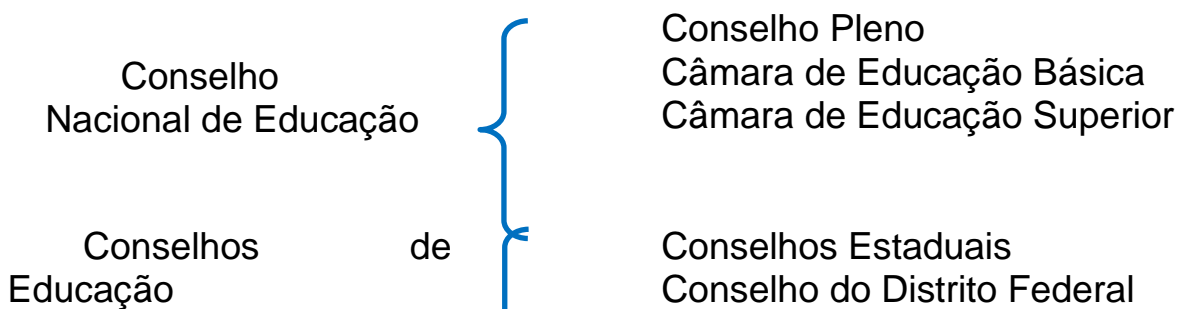 Conselho
Nacional de Educação
Conselho Pleno
Câmara de Educação Básica
Câmara de Educação Superior
Conselhos de
Educação
Conselhos Estaduais
Conselho do Distrito Federal